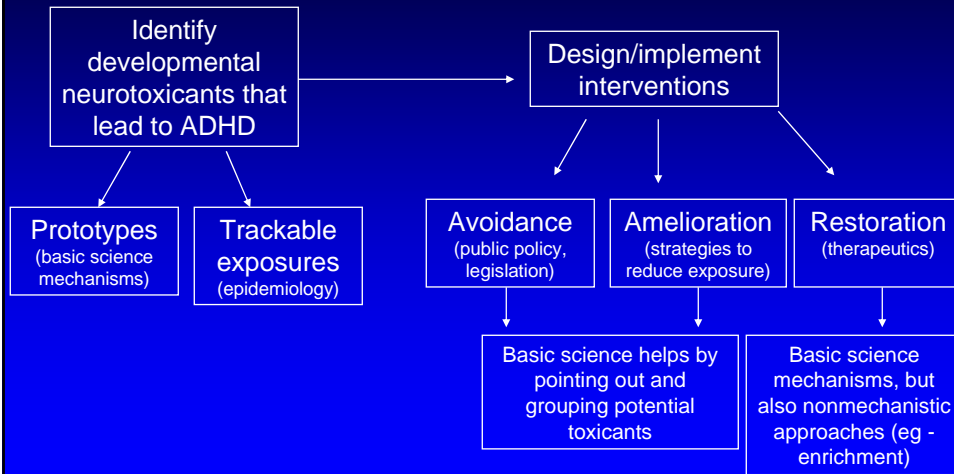 Identify
developmental
neurotoxicants that
lead to ADHD
Design/implement
interventions
Prototypes
(basic science
mechanisms)
Trackable
exposures
(epidemiology)
Avoidance
(public policy,
legislation)
Amelioration
(strategies to
reduce exposure)
Restoration
(therapeutics)
Basic science helps by
pointing out and
grouping potential
toxicants
Basic science
mechanisms, but
also nonmechanistic
approaches (eg -
enrichment)